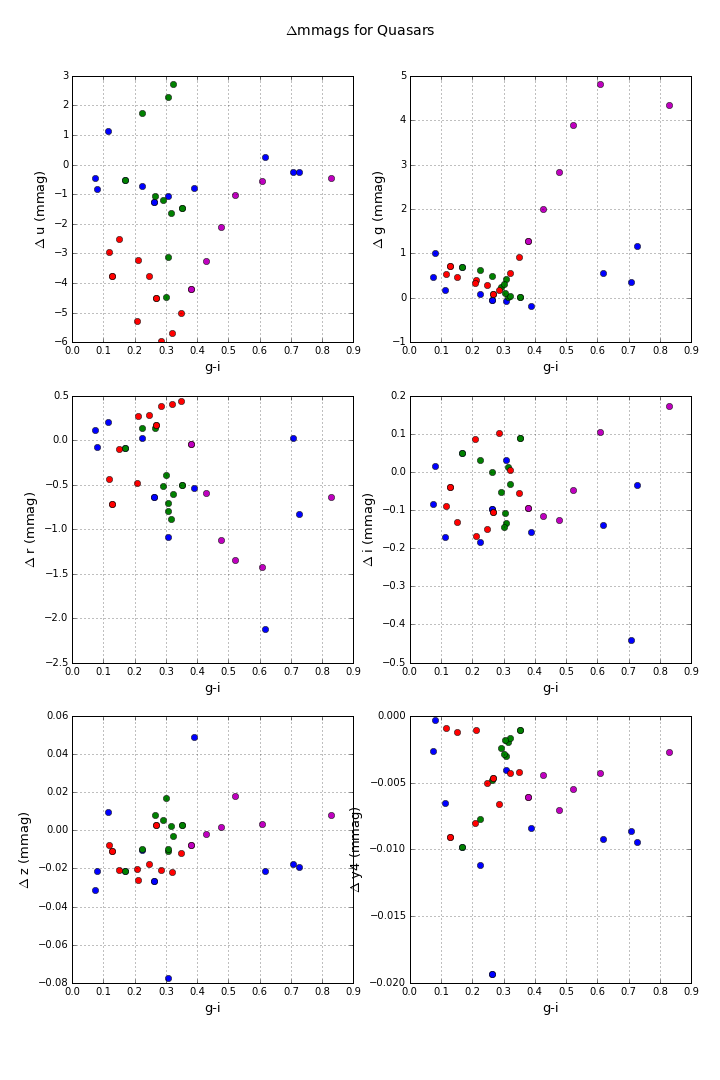 Δmmags for Quasars
3
2
1
0
−1
−2
−3
−4
−5
−6
Δ u (mmag)
0.0 0.1 0.2 0.3 0.4 0.5 0.6 0.7 0.8 0.9
g-i
5
4
3
2
1
0
−1
Δ g (mmag)
0.0 0.1 0.2 0.3 0.4 0.5 0.6 0.7 0.8 0.9
g-i
0.5
0.0
−0.5
−1.0
−1.5
−2.0
−2.5
Δ r (mmag)
0.0 0.1 0.2 0.3 0.4 0.5 0.6 0.7 0.8 0.9
g-i
0.2
0.1
0.0
−0.1
−0.2
−0.3
−0.4
−0.5
Δ i (mmag)
0.0 0.1 0.2 0.3 0.4 0.5 0.6 0.7 0.8 0.9
g-i
0.06
0.04
0.02
0.00
−0.02
−0.04
−0.06
−0.08
Δ z (mmag)
0.0 0.1 0.2 0.3 0.4 0.5 0.6 0.7 0.8 0.9
g-i
0.000
−0.005
−0.010
−0.015
−0.020
Δ y4 (mmag)
0.0 0.1 0.2 0.3 0.4 0.5 0.6 0.7 0.8 0.9
g-i